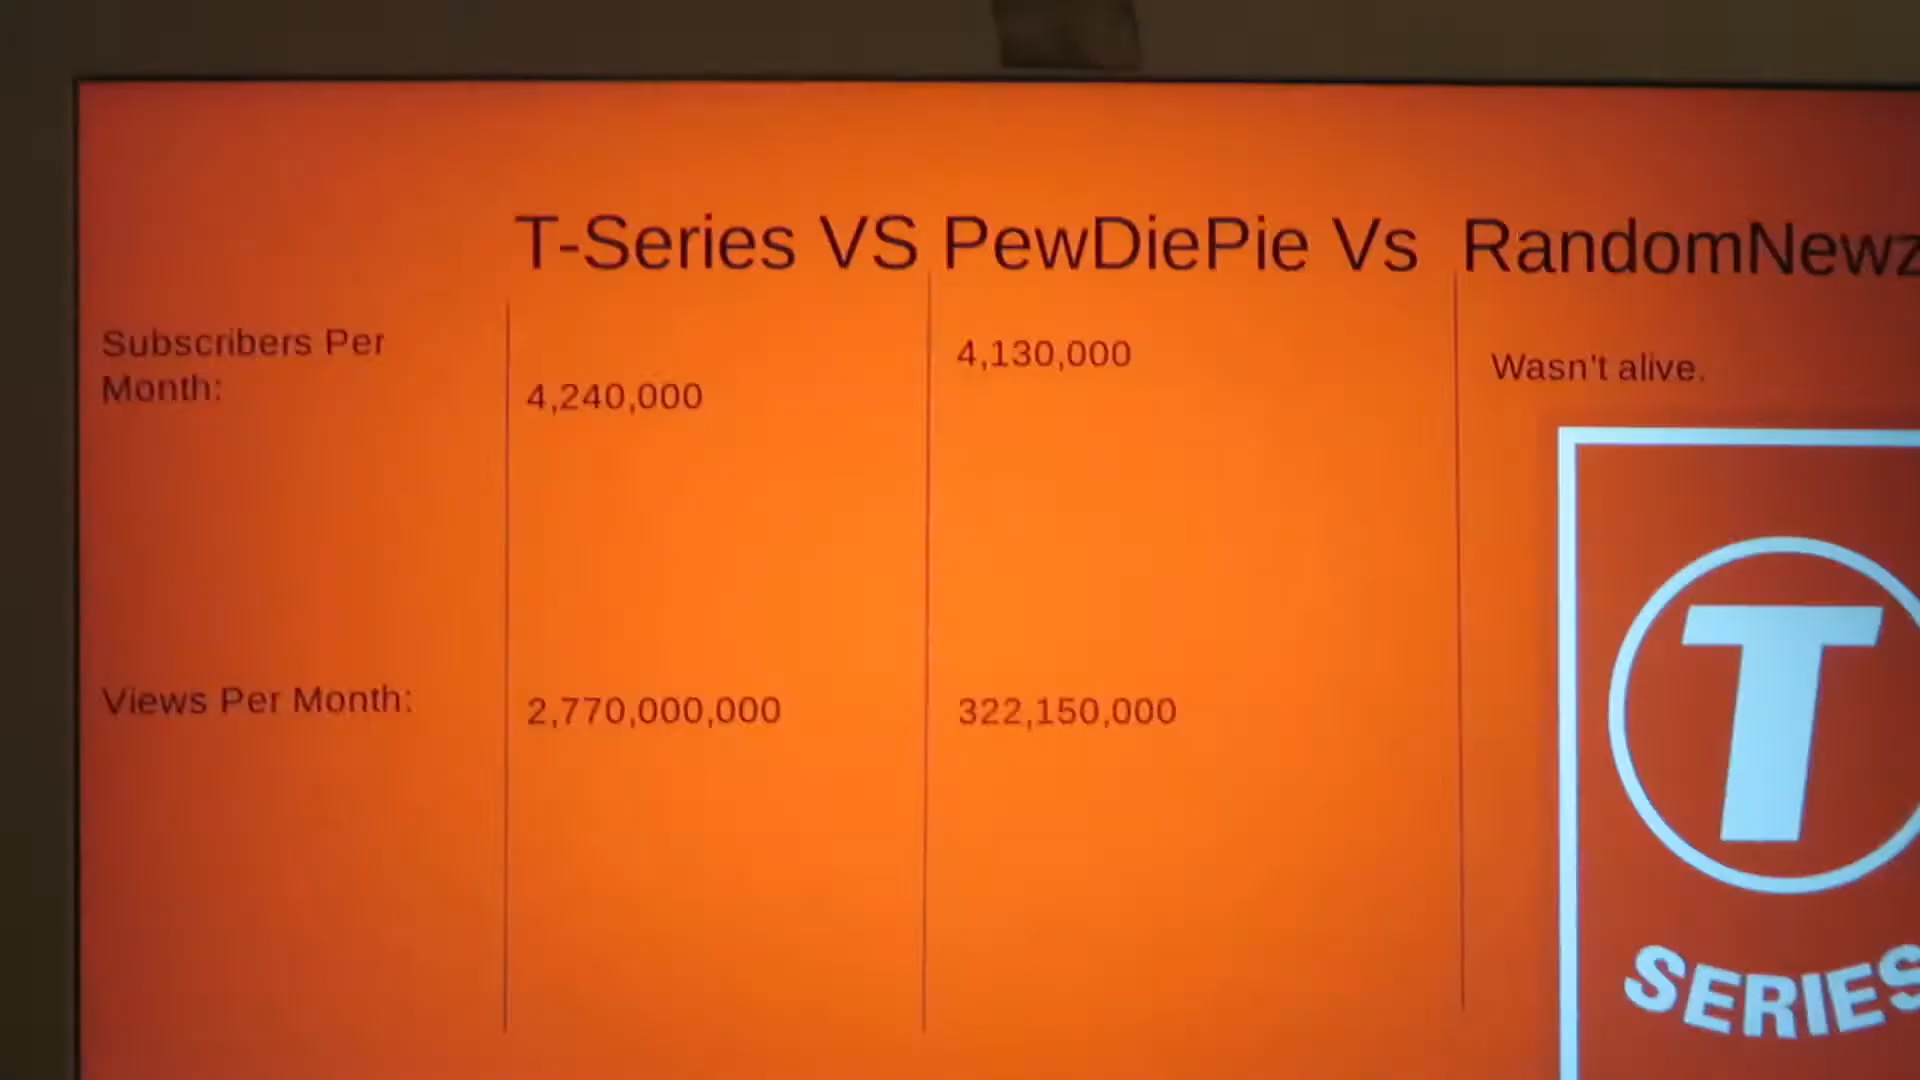 T-Series VS PewDiePie Vs RandomNewz
Subscribers Per
Month:
4,240,000
4,130,000
Wasn't alive.
Views Per Month:
2,770,000,000
322,150,000
T
SERIES